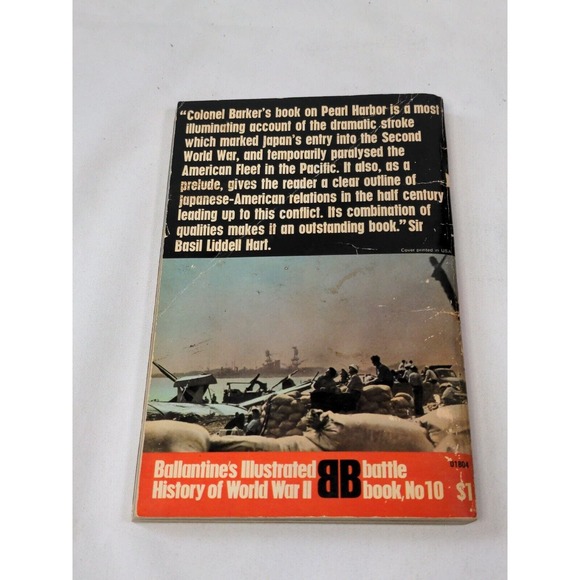 "Colonel Barker's book on Pearl Harbor is a most
illuminating account of the dramatic stroke
which marked Japan's entry into the Second
World War, and temporarily paralysed the
American Fleet in the Pacific. It also, as a
prelude, gives the reader a clear outline of
Japanese-American relations in the half century
leading up to this conflict. Its combination of
qualities makes it an outstanding book." Sir
Basil Liddell Hart.
Cover printed in USA
Ballantine's Illustrated
History of World War II
BB
battle
book, No 10
01804
$1